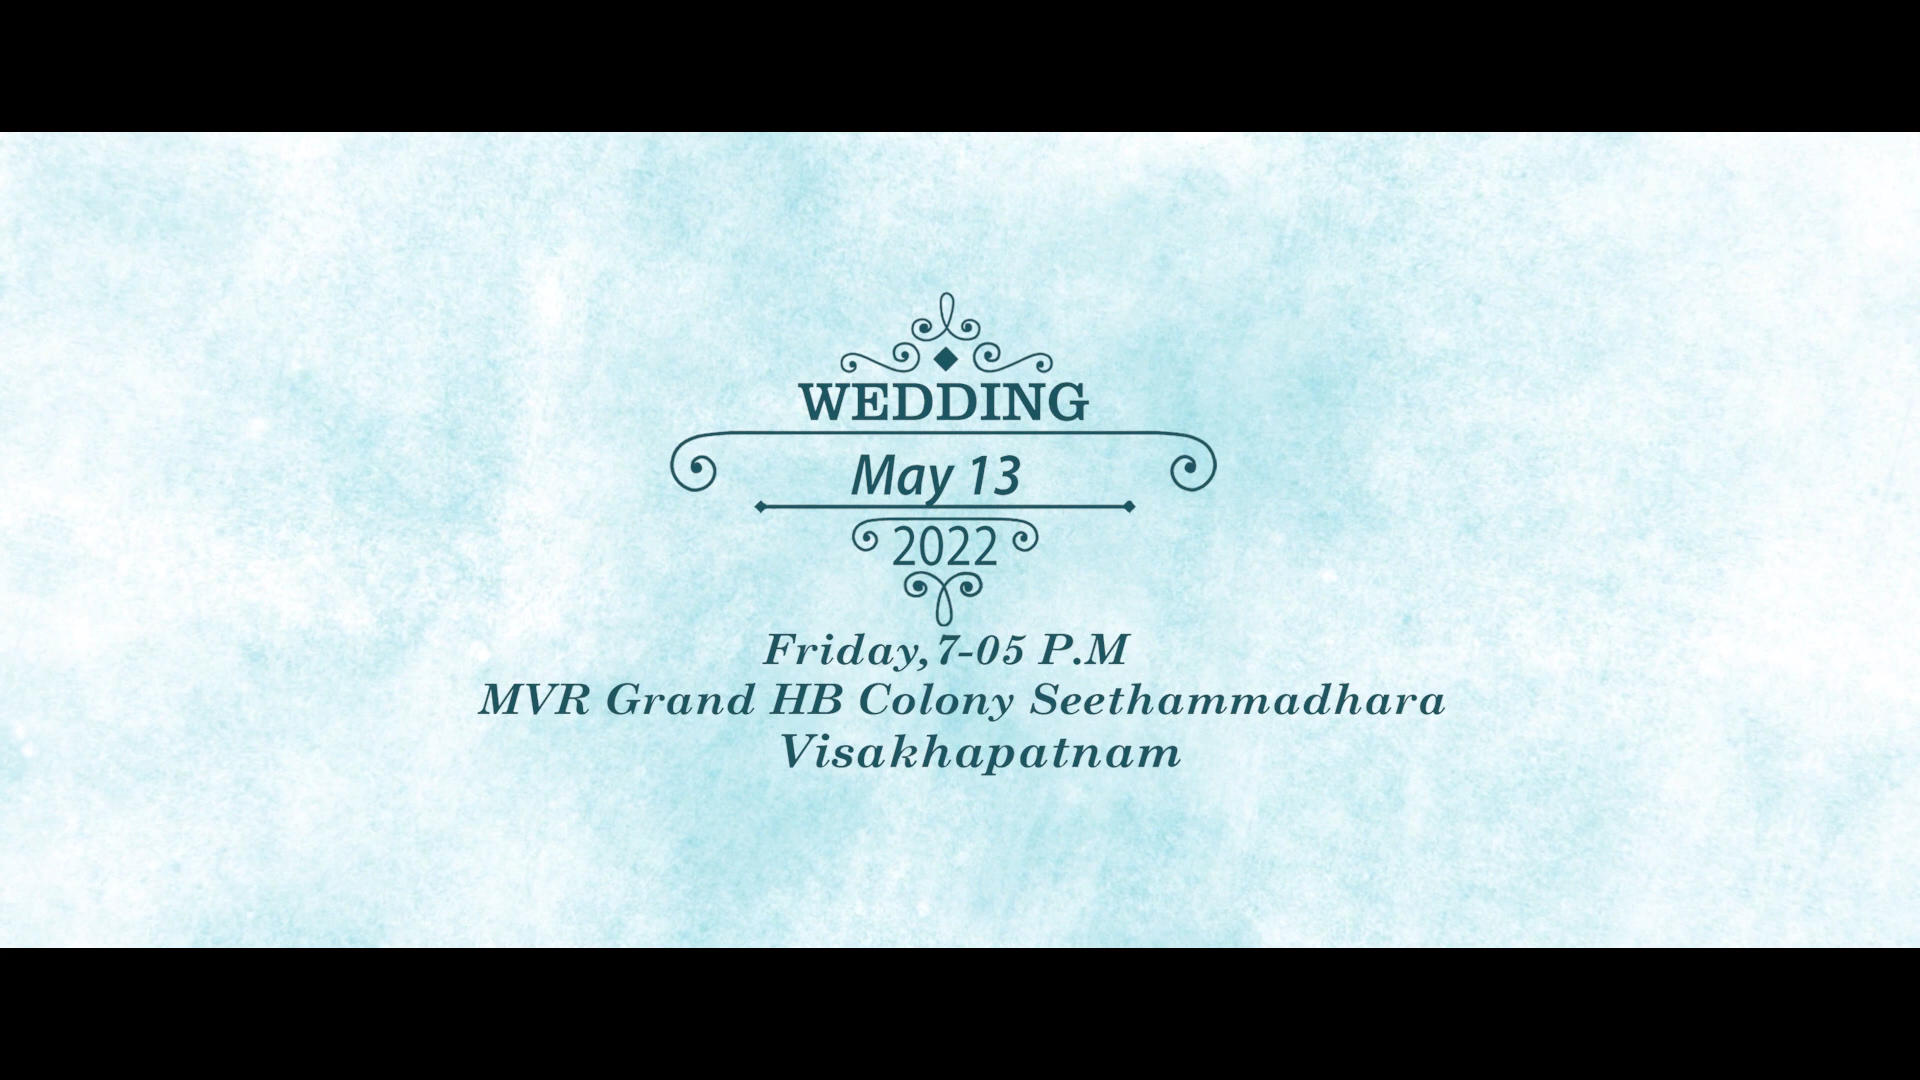 WEDDING
May 13
2022
Friday,7-05 P.M
MVR Grand HB Colony Seethammadhara
Visakhapatnam